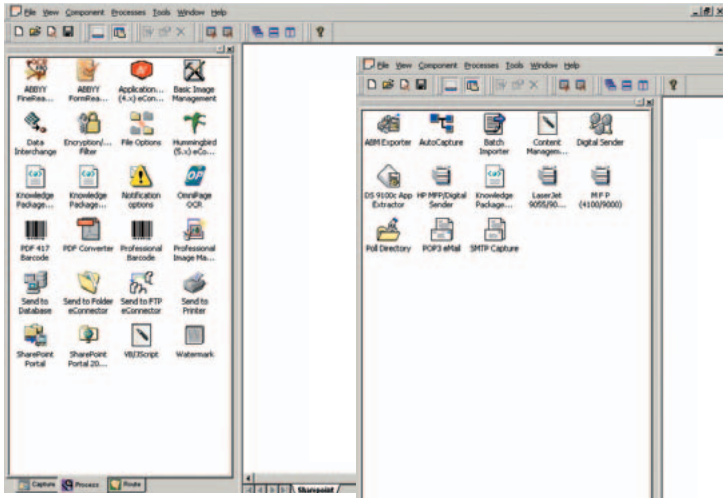 File View Component Processes Tools Window Help
ABBYY ABBYY Application... Basic Image
FineRea... FormRea... (4.x) eCon... Management
Data Encryption/... File Options Hummingbird
Interchange Filter (5.x) eCo...
Knowledge Knowledge Notification OmniPage
Package... Package... options OCR
PDF 417 PDF Converter Professional Professional
Barcode Barcode Image Ma...
Send to Send to Folder Send to FTP Send to
Database eConnector eConnector Printer
SharePoint SharePoint VB/JScript Watermark
Portal Portal 20...
Capture Process Route
Sharepoint
File View Component Processes Tools Window Help
ABM Exporter AutoCapture Batch Content Digital Sender
Importer Managem...
DS 9100c App HP MFP/Digital Knowledge LaserJet M F P
Extractor Sender Package... 9055/90... (4100/9000)
Poll Directory POP3 eMail SMTP Capture